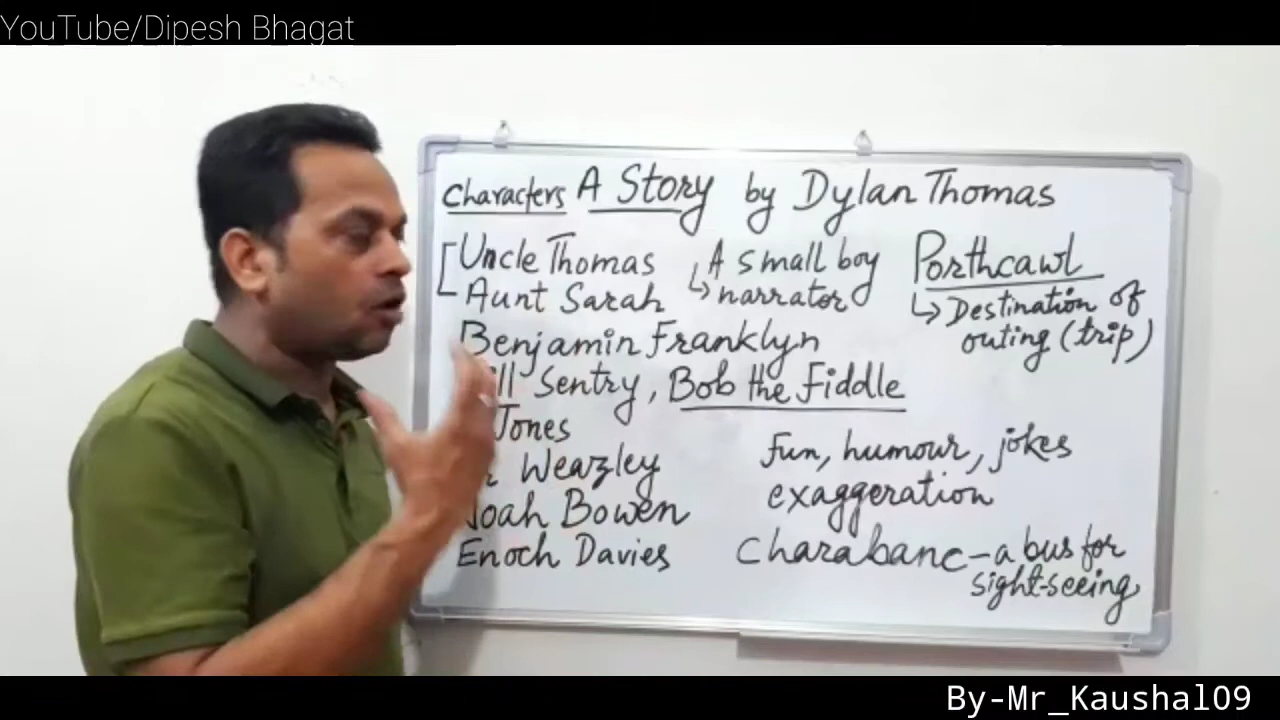 YouTube/Dipesh Bhagat
Characters A Story by Dylan Thomas
Uncle Thomas
Aunt Sarah
Benjamin Franklyn
Sentry, Bob the Fiddle
Jones
Weazley
Noah Bowen
Enoch Davies
A small boy
narrator
Porthcawl
Destination of
outing (trip)
Fun, humour, jokes
exaggeration
Charabanc - a bus for
sight-seeing
By-Mr_Kaushal09